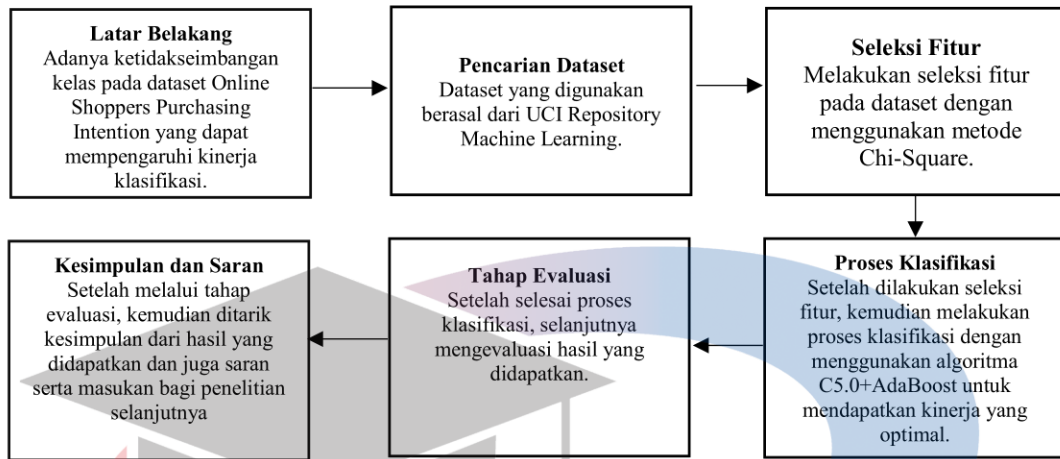 Latar Belakang
Adanya ketidakseimbangan
kelas pada dataset Online
Shoppers Purchasing
Intention yang dapat
mempengaruhi kinerja
klasifikasi.
Pencarian Dataset
Dataset yang digunakan
berasal dari UCI Repository
Machine Learning.
Seleksi Fitur
Melakukan seleksi fitur
pada dataset dengan
menggunakan metode
Chi-Square.
Proses Klasifikasi
Setelah dilakukan seleksi
fitur, kemudian melakukan
proses klasifikasi dengan
menggunakan algoritma
C5.0+AdaBoost untuk
mendapatkan kinerja yang
optimal.
Tahap Evaluasi
Setelah selesai proses
klasifikasi, selanjutnya
mengevaluasi hasil yang
didapatkan.
Kesimpulan dan Saran
Setelah melalui tahap
evaluasi, kemudian ditarik
kesimpulan dari hasil yang
didapatkan dan juga saran
serta masukan bagi penelitian
selanjutnya